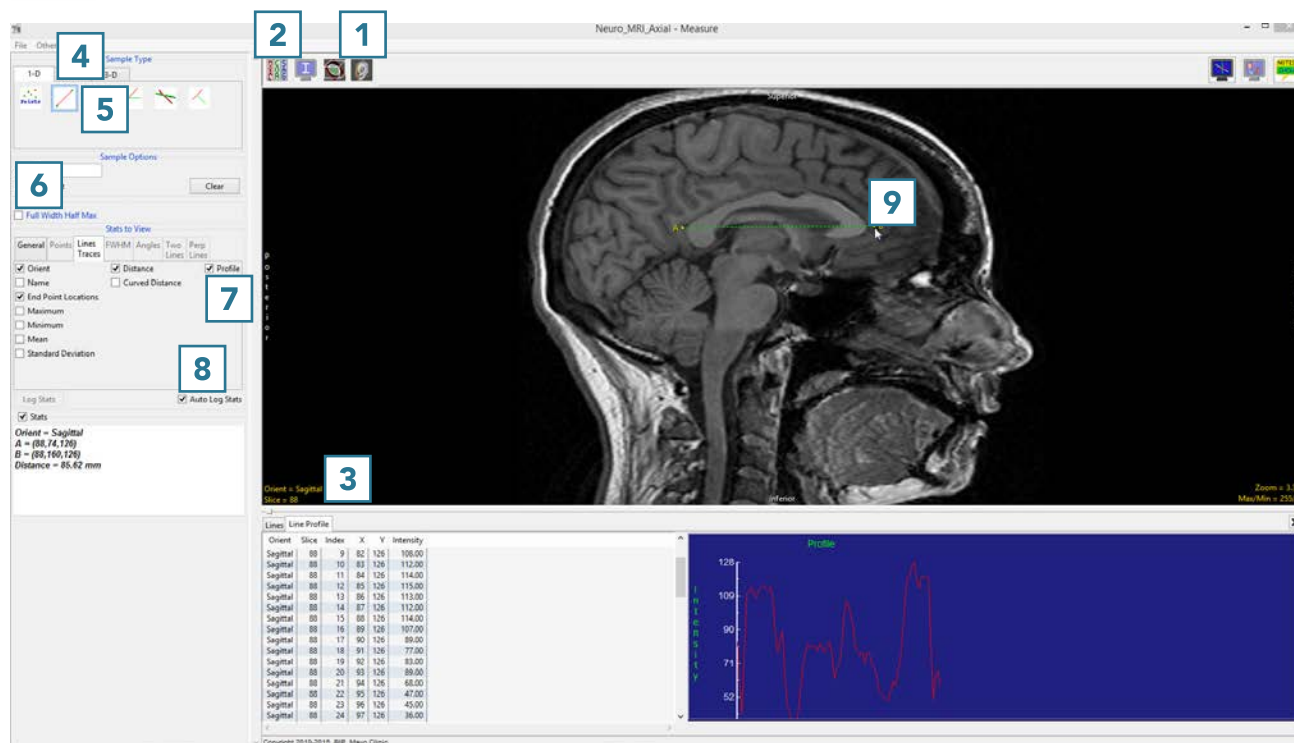 Neuro_MRI_Axial - Measure
File Other
2
1
4
Sample Type
1-D
3-D
Points
5
Sample Options
6
Clear
Full Width Half Max
Stats to View
General Points Lines Traces FWHM Angles Two Lines Perp Lines
Orient Distance Profile
Name Curved Distance
End Point Locations
7
Maximum
Minimum
Mean
Standard Deviation
8
Log Stats Auto Log Stats
Stats
Orient = Sagittal
A = (88,74,126)
B = (88,160,126)
Distance = 85.62 mm
Superior
Posterior
A
9
3
Orient = Sagittal
Slice = 88
Inferior
Zoom = 3.
Max/Min = 255
Lines Line Profile
Orient Slice Index X Y Intensity
Sagittal 88 9 82 126 108.00
Sagittal 88 10 83 126 112.00
Sagittal 88 11 84 126 114.00
Sagittal 88 12 85 126 115.00
Sagittal 88 13 86 126 113.00
Sagittal 88 14 87 126 112.00
Sagittal 88 15 88 126 114.00
Sagittal 88 16 89 126 107.00
Sagittal 88 17 90 126 89.00
Sagittal 88 18 91 126 77.00
Sagittal 88 19 92 126 83.00
Sagittal 88 20 93 126 89.00
Sagittal 88 21 94 126 68.00
Sagittal 88 22 95 126 47.00
Sagittal 88 23 96 126 45.00
Sagittal 88 24 97 126 36.00
Profile
Intensity
128
109
90
71
52
Mayo Clinic